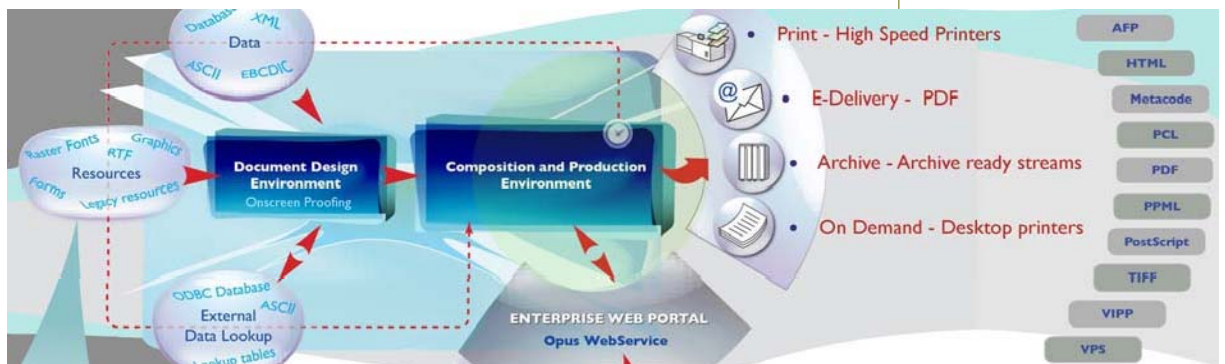 Database
XML
Data
ASCII
EBCDIC
Raster Fonts
Graphics
RTF
Resources
Forms
Legacy resources
Document Design
Environment
Onscreen Proofing
Composition and Production
Environment
ODBC Database
ASCII
External
Data Lookup
Lookup tables
ENTERPRISE WEB PORTAL
Opus WebService
• Print - High Speed Printers
@
• E-Delivery - PDF
• Archive - Archive ready streams
• On Demand - Desktop printers
AFP
HTML
Metacode
PCL
PDF
PPML
PostScript
TIFF
VIPP
VPS